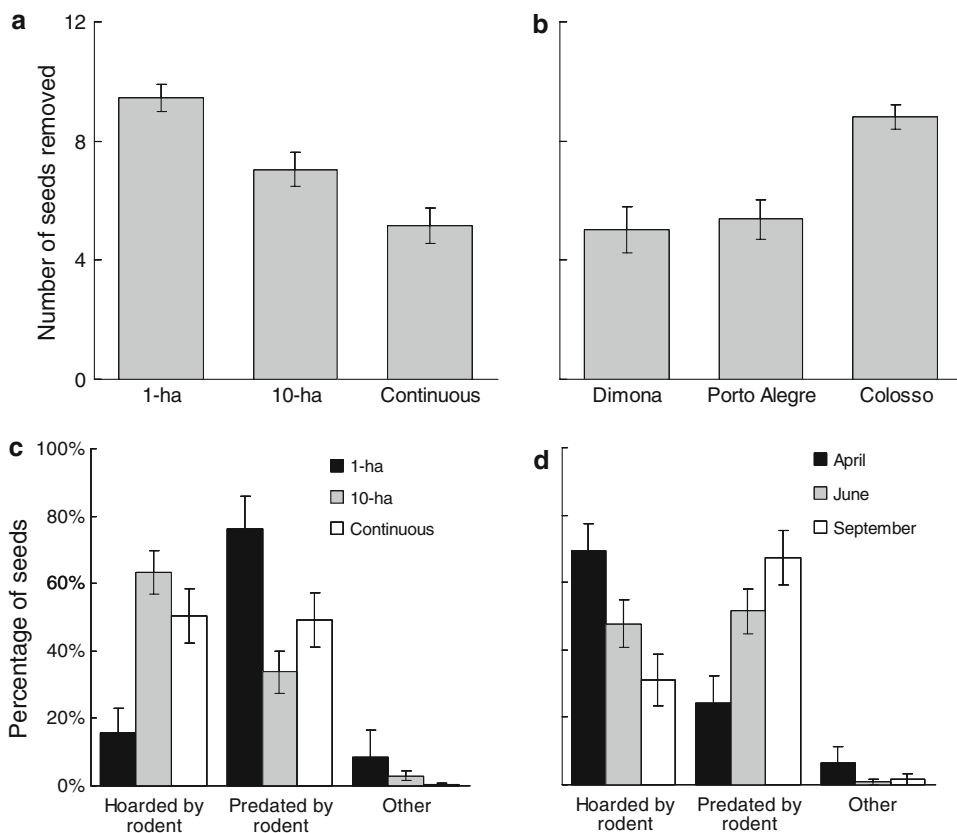 a
12
8
4
0
Number of seeds removed
1-ha
10-ha
Continuous
b
Dimona
Porto Alegre
Colosso
c
100%
80%
60%
40%
20%
0%
Percentage of seeds
1-ha
10-ha
Continuous
Hoarded by
rodent
Predated by
rodent
Other
d
April
June
September
Hoarded by
rodent
Predated by
rodent
Other